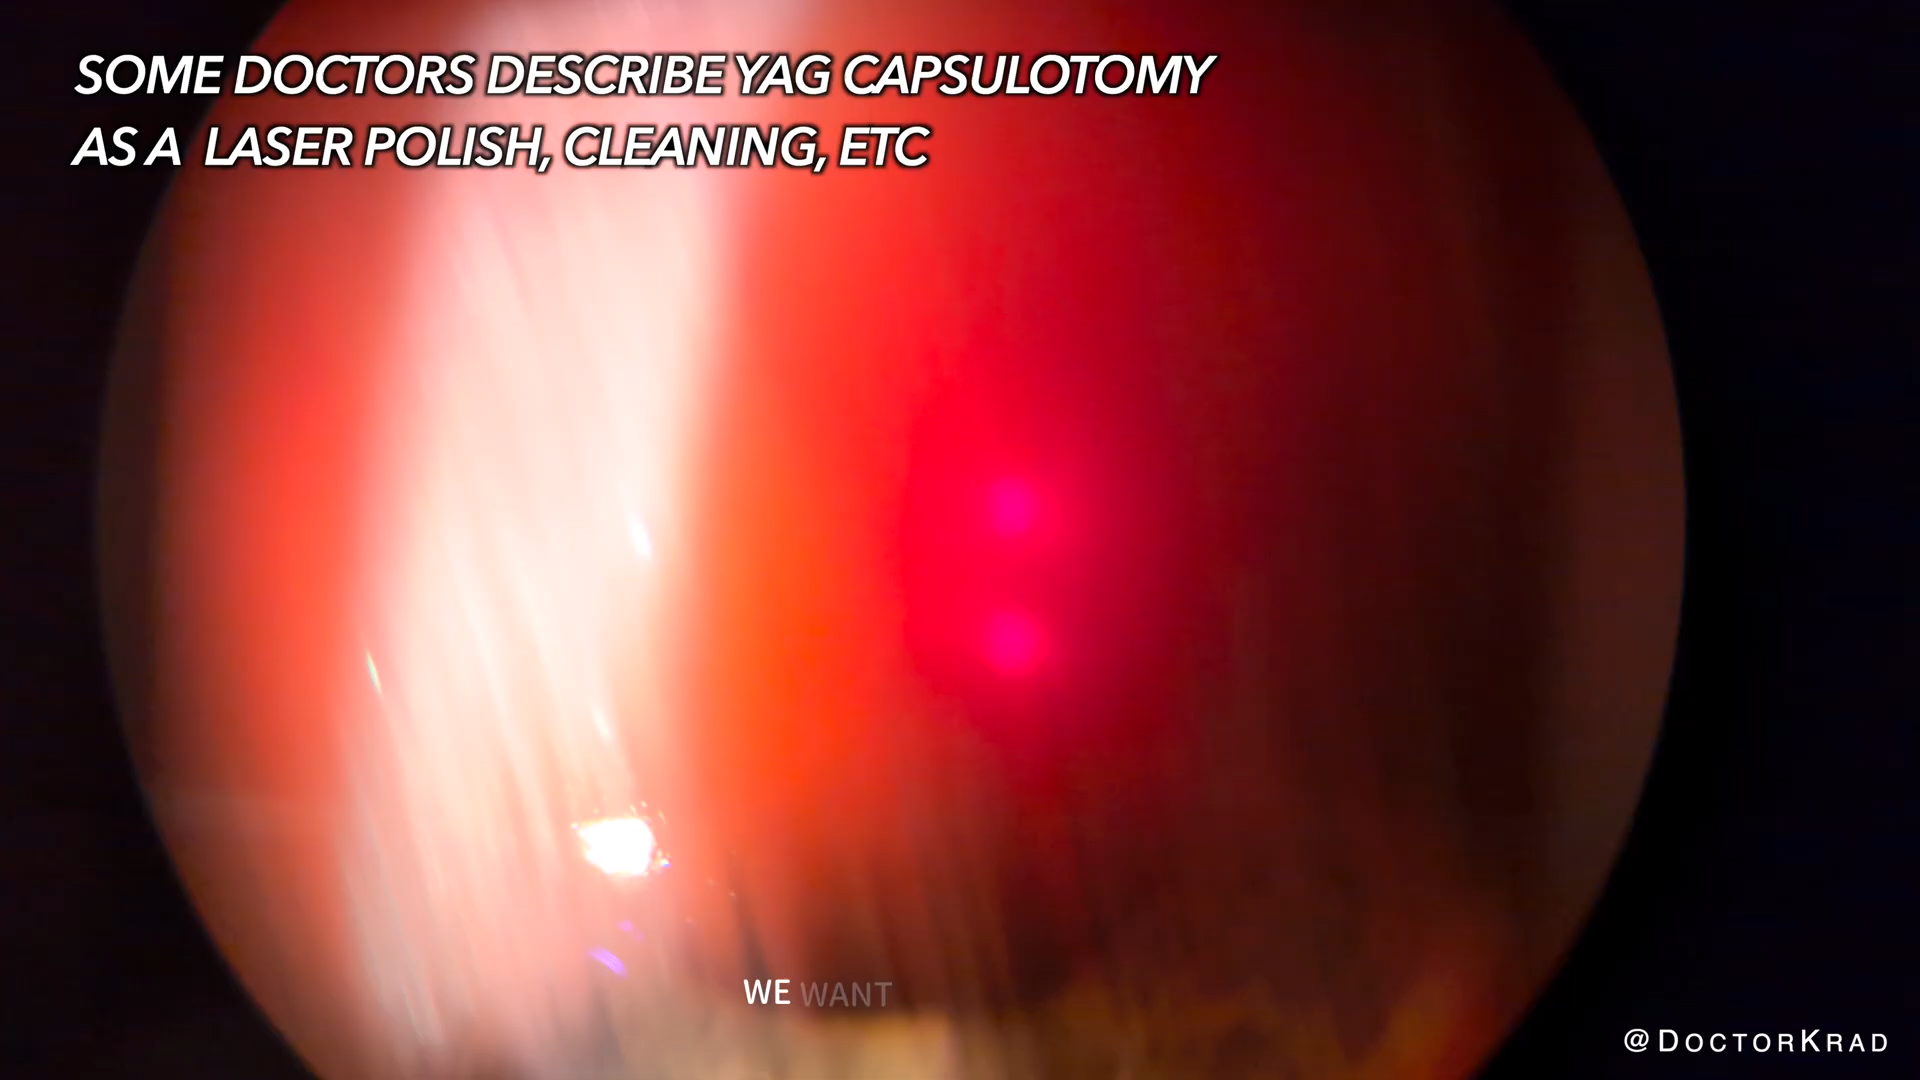 SOME DOCTORS DESCRIBE YAG CAPSULOTOMY
AS A LASER POLISH, CLEANING, ETC
WE WANT
@DOCTORKRAD